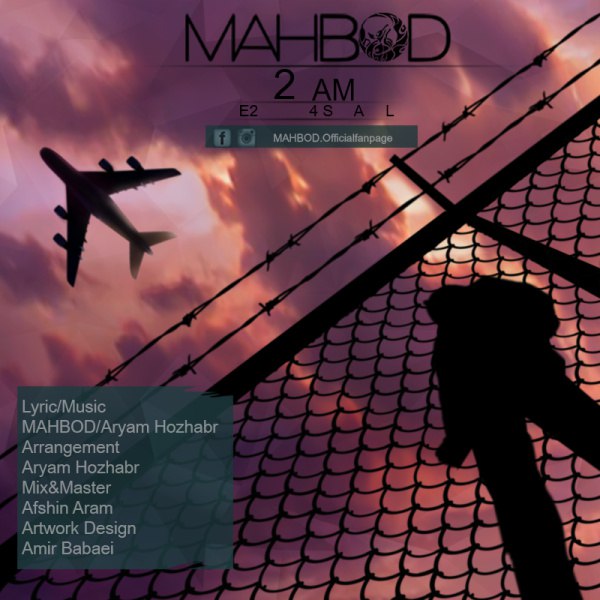 MAHBOD
2 AM
E2 4 S A L
MAHBOD.Officialfanpage
Lyric/Music
MAHBOD/Aryam Hozhabr
Arrangement
Aryam Hozhabr
Mix&Master
Afshin Aram
Artwork Design
Amir Babaei